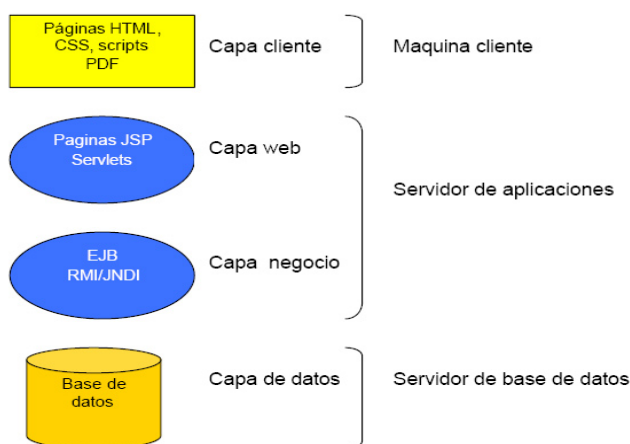 Páginas HTML,
CSS, scripts
PDF
Capa cliente
Maquina cliente
Paginas JSP
Servlets
Capa web
Servidor de aplicaciones
EJB
RMI/JNDI
Capa negocio
Base de
datos
Capa de datos
Servidor de base de datos